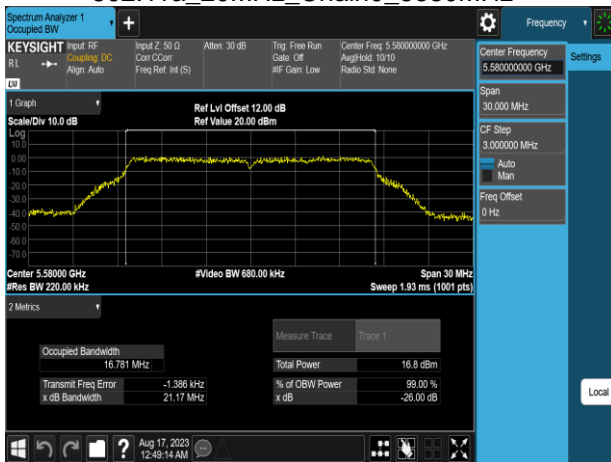 Spectrum Analyzer 1
Occupied BW
+
Frequency
KEYSIGHT
RL
LXI
Input: RF
Coupling: DC
Align: Auto
Input Z: 50 Ω
Corr CCorr
Freq Ref: Int (S)
Atten: 30 dB
Trig: Free Run
Gate: Off
#IF Gain: Low
Center Freq: 5.580000000 GHz
Avg|Hold: 10/10
Radio Std: None
Center Frequency
5.580000000 GHz
Settings
Span
30.000 MHz
CF Step
3.000000 MHz
Auto
Man
Freq Offset
0 Hz
Local
1 Graph
Scale/Div 10.0 dB
Ref Lvl Offset 12.00 dB
Ref Value 20.00 dBm
Log
10.0
0.00
-10.0
-20.0
-30.0
-40.0
-50.0
-60.0
-70.0
Center 5.58000 GHz
#Res BW 220.00 kHz
#Video BW 680.00 kHz
Span 30 MHz
Sweep 1.93 ms (1001 pts)
2 Metrics
Measure Trace
Trace 1
Occupied Bandwidth
16.781 MHz
Total Power
16.8 dBm
Transmit Freq Error
-1.386 kHz
% of OBW Power
99.00 %
x dB Bandwidth
21.17 MHz
x dB
-26.00 dB
?
Aug 17, 2023
12:49:14 AM